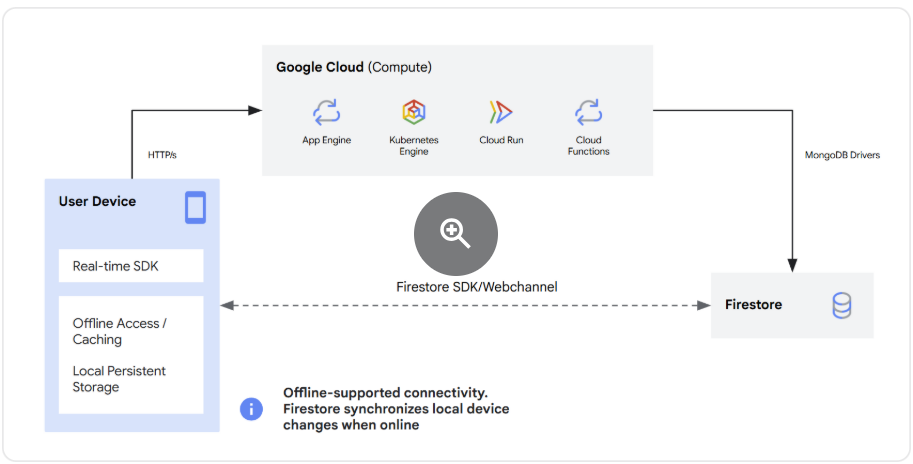 Google Cloud (Compute)
App Engine
Kubernetes
Engine
Cloud Run
Cloud
Functions
HTTP/s
MongoDB Drivers
User Device
Real-time SDK
Offline Access /
Caching
Local Persistent
Storage
Firestore SDK/Webchannel
Firestore
i
Offline-supported connectivity.
Firestore synchronizes local device
changes when online